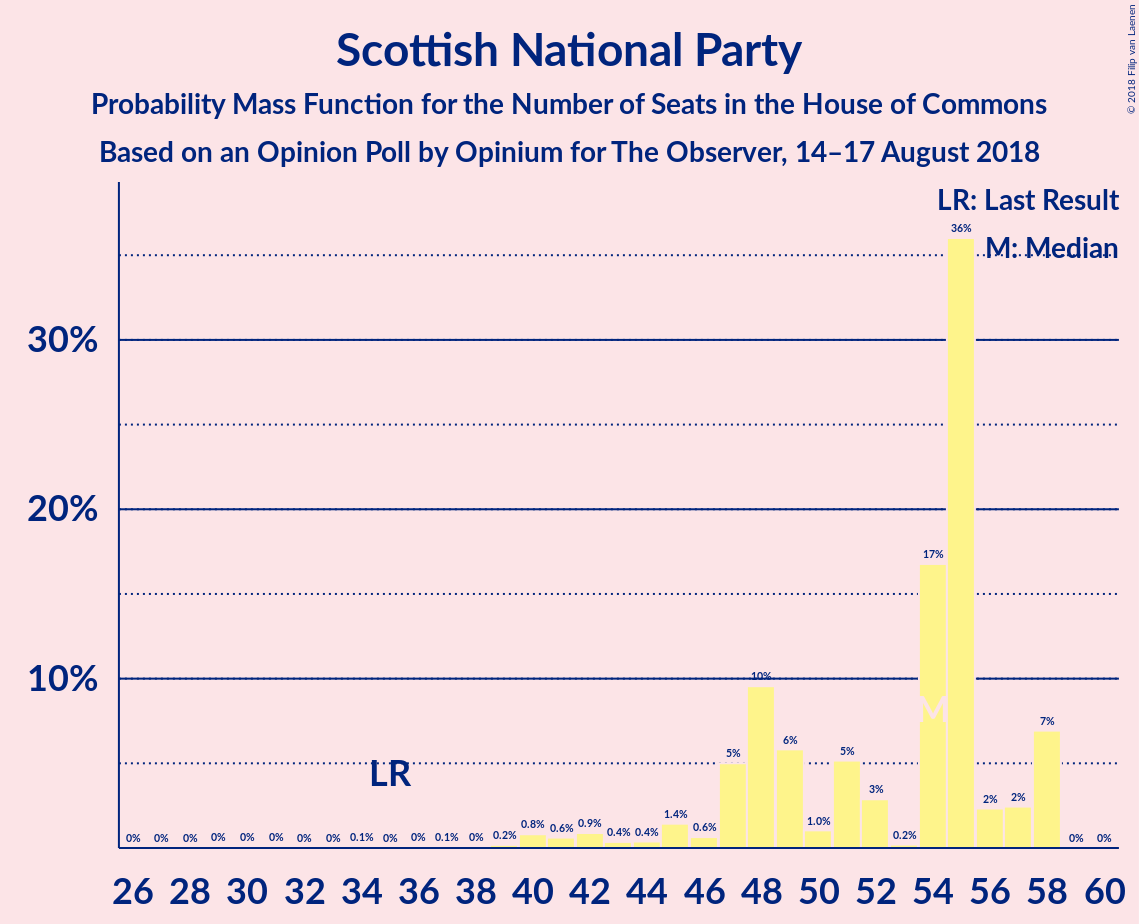 Scottish National Party
Probability Mass Function for the Number of Seats in the House of Commons
Based on an Opinion Poll by Opinium for The Observer, 14–17 August 2018
© 2018 Filip van Laenen
LR: Last Result
M: Median
30%
20%
10%
0% 0% 0% 0% 0% 0% 0% 0% 0.1% 0% 0% 0.1% 0% 0.2% 0.8% 0.6% 0.9% 0.4% 0.4% 1.4% 0.6% 5% 10% 6% 1.0% 5% 3% 0.2% 17% 36% 2% 2% 7% 0% 0%
LR
M
26 28 30 32 34 36 38 40 42 44 46 48 50 52 54 56 58 60